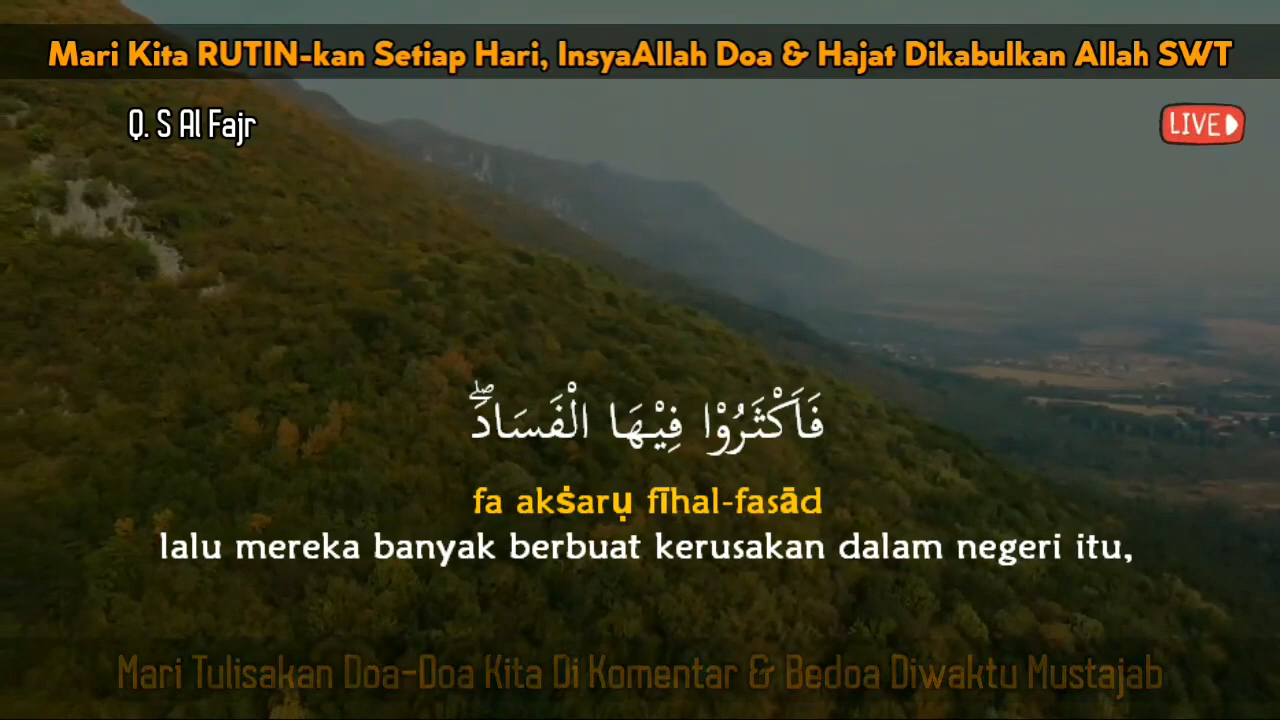 Mari Kita RUTIN-kan Setiap Hari, InsyaAllah Doa & Hajat Dikabulkan Allah SWT
Q. S Al Fajr
LIVE
فَاَكْثَرُوْا فِيْهَا الْفَسَادَۖ
fa akṡarụ fīhal-fasād
lalu mereka banyak berbuat kerusakan dalam negeri itu,
Mari Tulisakan Doa-Doa Kita Di Komentar & Bedoa Diwaktu Mustajab